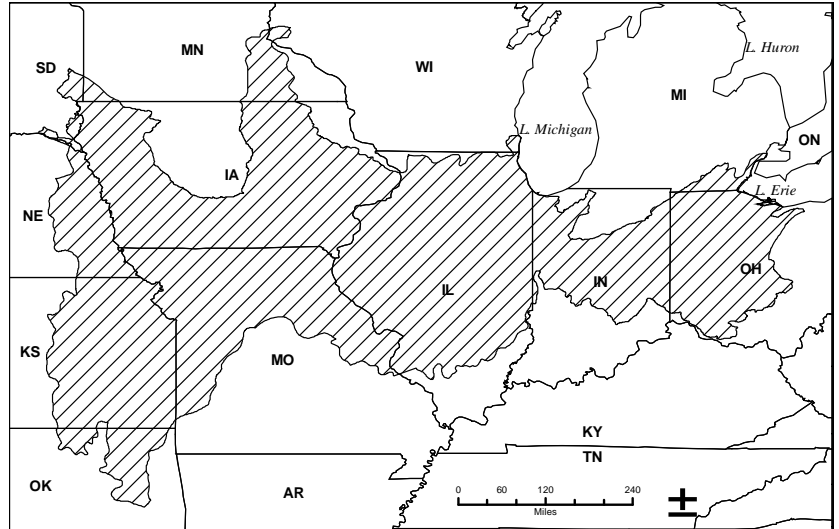 L. Huron
MN
WI
SD
MI
L. Michigan
ON
IA
L. Erie
NE
OH
IL
IN
KS
MO
KY
TN
OK
AR
0 60 120 240
Miles